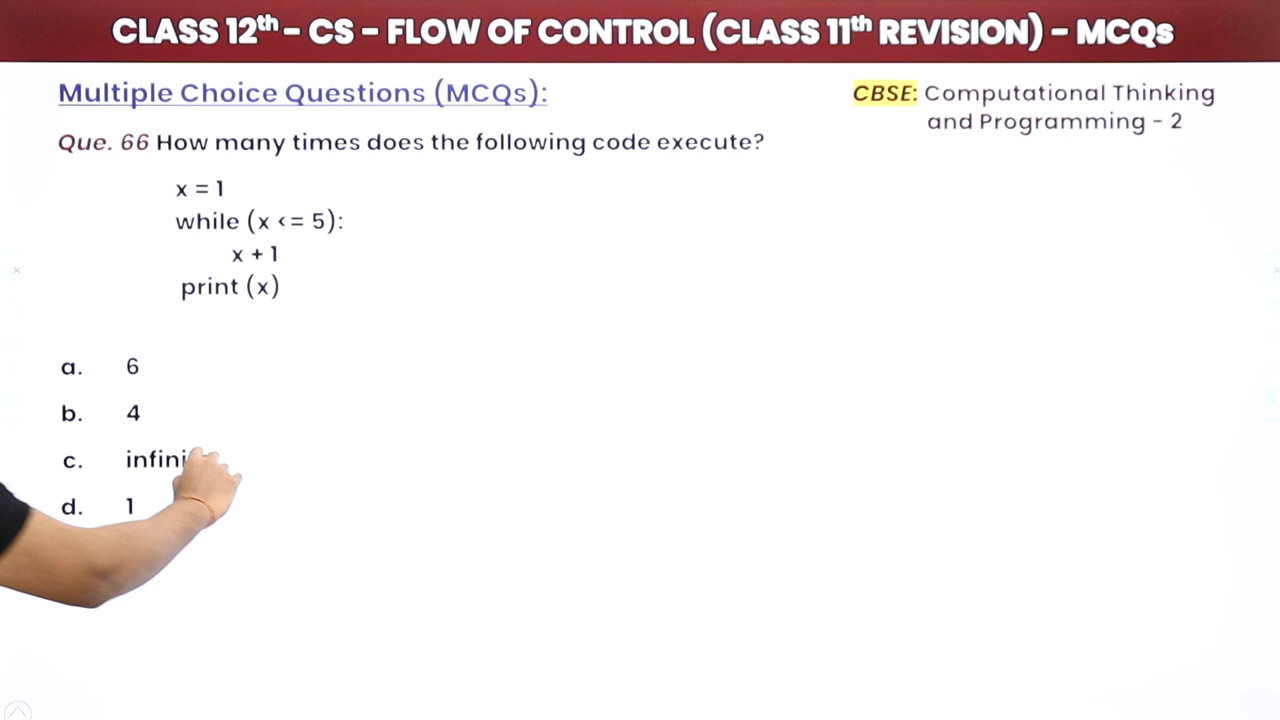 CLASS 12th – CS – FLOW OF CONTROL (CLASS 11th REVISION) – MCQs
Multiple Choice Questions (MCQs):
CBSE: Computational Thinking
and Programming - 2
Que. 66 How many times does the following code execute?
x = 1
while (x <= 5):
x + 1
print (x)
a. 6
b. 4
c.
d. 1